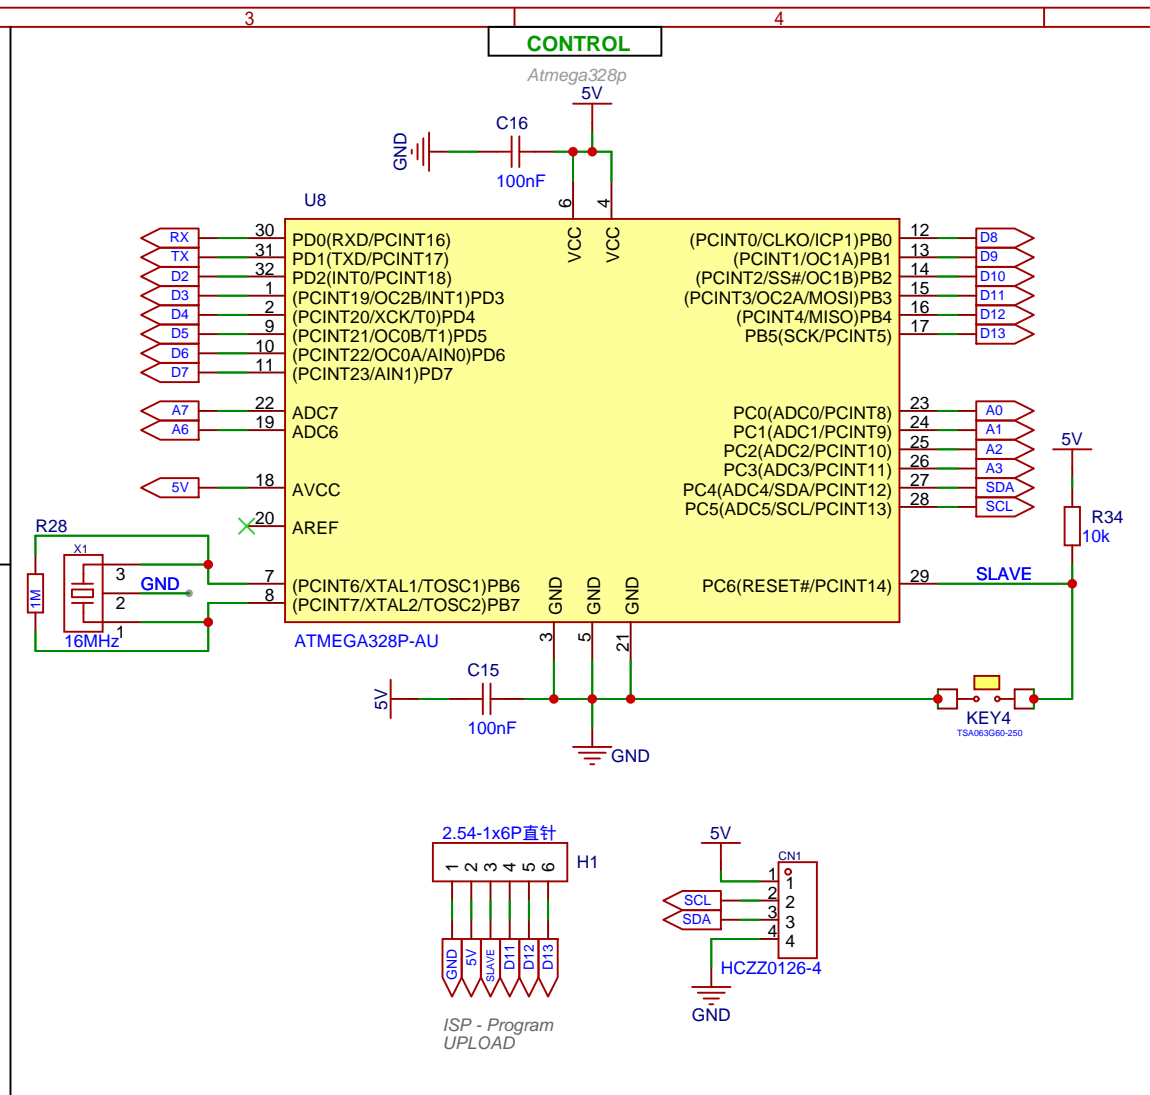 3
4
CONTROL
Atmega328p
5V
C16
GND
100nF
U8
6
4
VCC
VCC
RX 30 PD0(RXD/PCINT16)
TX 31 PD1(TXD/PCINT17)
D2 32 PD2(INT0/PCINT18)
D3 1 (PCINT19/OC2B/INT1)PD3
D4 2 (PCINT20/XCK/T0)PD4
D5 9 (PCINT21/OC0B/T1)PD5
D6 10 (PCINT22/OC0A/AIN0)PD6
D7 11 (PCINT23/AIN1)PD7
(PCINT0/CLKO/ICP1)PB0 12 D8
(PCINT1/OC1A)PB1 13 D9
(PCINT2/SS#/OC1B)PB2 14 D10
(PCINT3/OC2A/MOSI)PB3 15 D11
(PCINT4/MISO)PB4 16 D12
PB5(SCK/PCINT5) 17 D13
A7 22 ADC7
A6 19 ADC6
5V 18 AVCC
20 AREF
PC0(ADC0/PCINT8) 23 A0
PC1(ADC1/PCINT9) 24 A1
PC2(ADC2/PCINT10) 25 A2
PC3(ADC3/PCINT11) 26 A3
PC4(ADC4/SDA/PCINT12) 27 SDA
PC5(ADC5/SCL/PCINT13) 28 SCL
5V
R34
10k
R28
X1
1M
3
GND
2
1
16MHz
7 (PCINT6/XTAL1/TOSC1)PB6
8 (PCINT7/XTAL2/TOSC2)PB7
GND
GND
GND
PC6(RESET#/PCINT14) 29 SLAVE
3
5
21
ATMEGA328P-AU
5V
C15
100nF
GND
KEY4
TSA063G60-250
2.54-1x6P直针
H1
1 2 3 4 5 6
GND
5V
SLAVE
D11
D12
D13
ISP - Program
UPLOAD
5V
CN1
1 1
SCL 2 2
SDA 3 3
4 4
HCZZ0126-4
GND